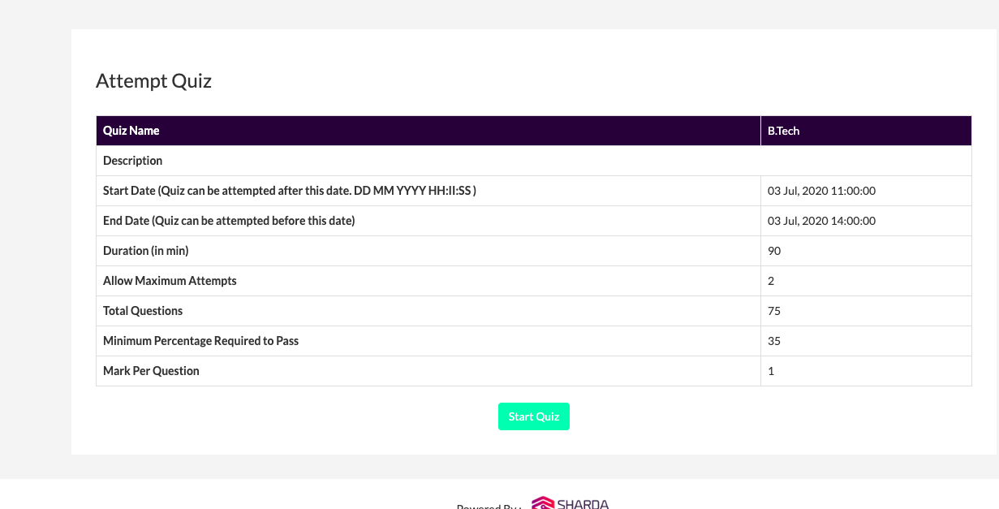 Attempt Quiz
Quiz Name B.Tech
Description
Start Date (Quiz can be attempted after this date. DD MM YYYY HH:II:SS ) 03 Jul, 2020 11:00:00
End Date (Quiz can be attempted before this date) 03 Jul, 2020 14:00:00
Duration (in min) 90
Allow Maximum Attempts 2
Total Questions 75
Minimum Percentage Required to Pass 35
Mark Per Question 1
Start Quiz
Powered By : SHARDA